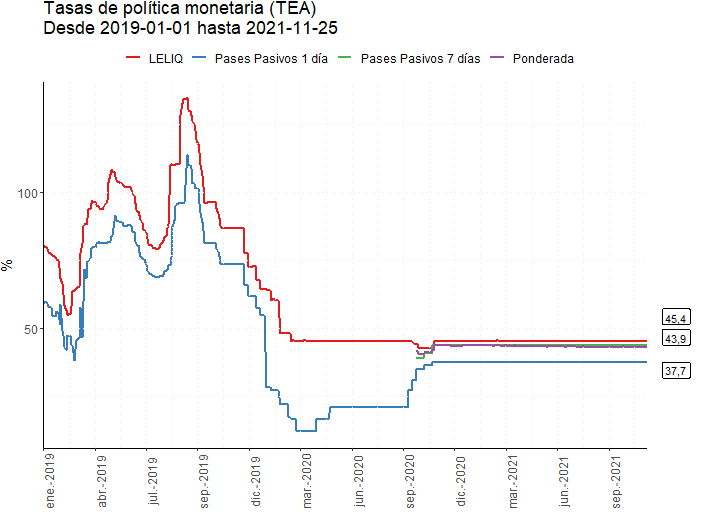 Tasas de política monetaria (TEA)
Desde 2019-01-01 hasta 2021-11-25
LELIQ Pases Pasivos 1 día Pases Pasivos 7 días Ponderada
%
100
50
45,4
43,9
37,7
ene.-2019
abr.-2019
jul.-2019
sep.-2019
dic.-2019
mar.-2020
jun.-2020
sep.-2020
dic.-2020
mar.-2021
jun.-2021
sep.-2021